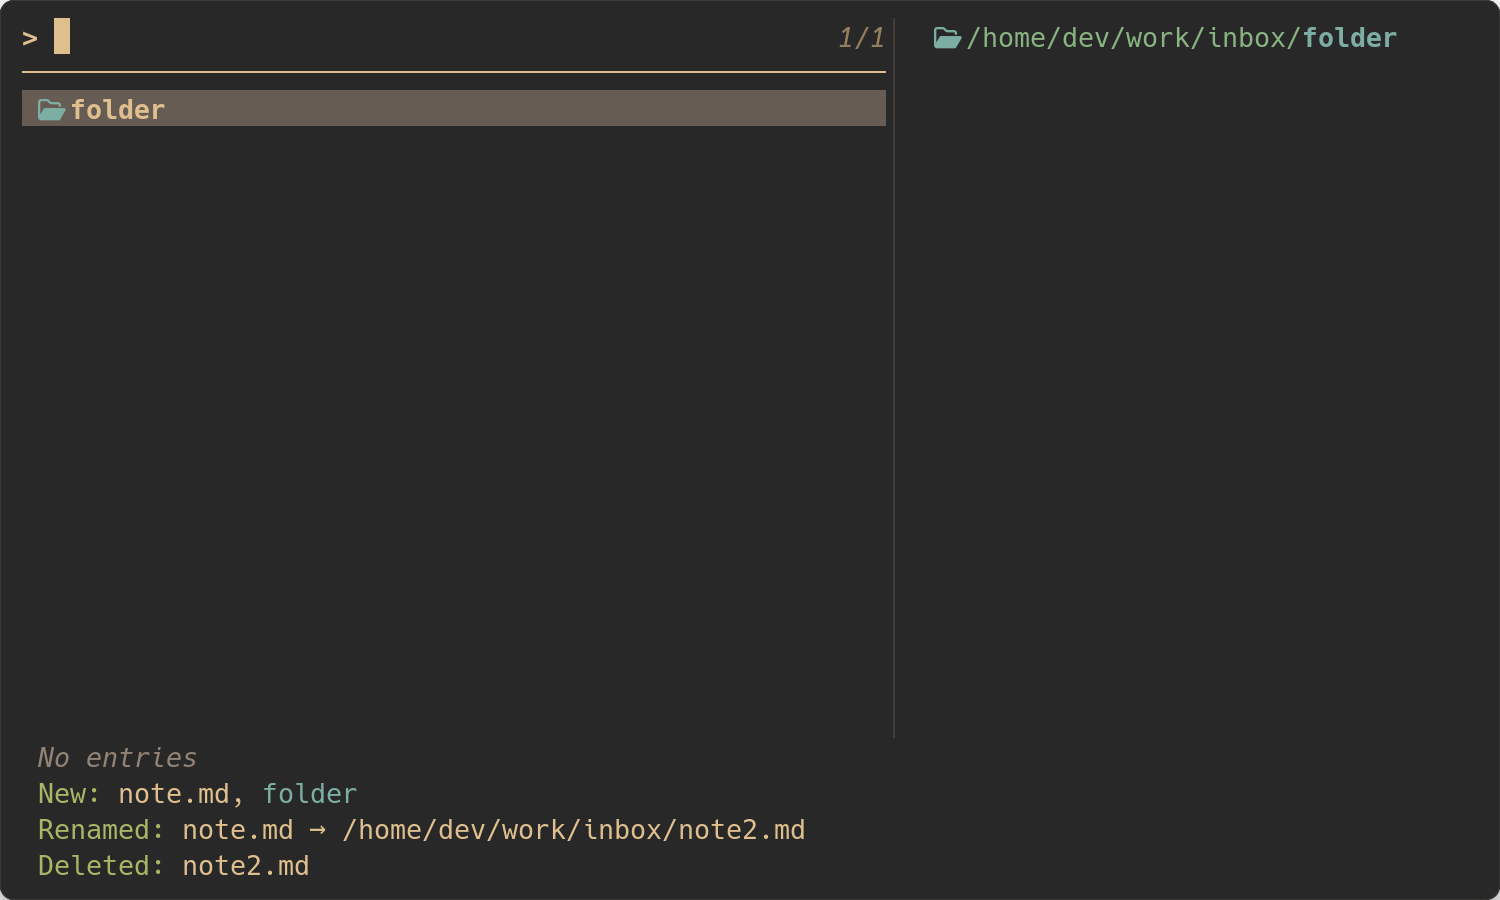 > 1/1
folder
/home/dev/work/inbox/folder
No entries
New: note.md, folder
Renamed: note.md → /home/dev/work/inbox/note2.md
Deleted: note2.md